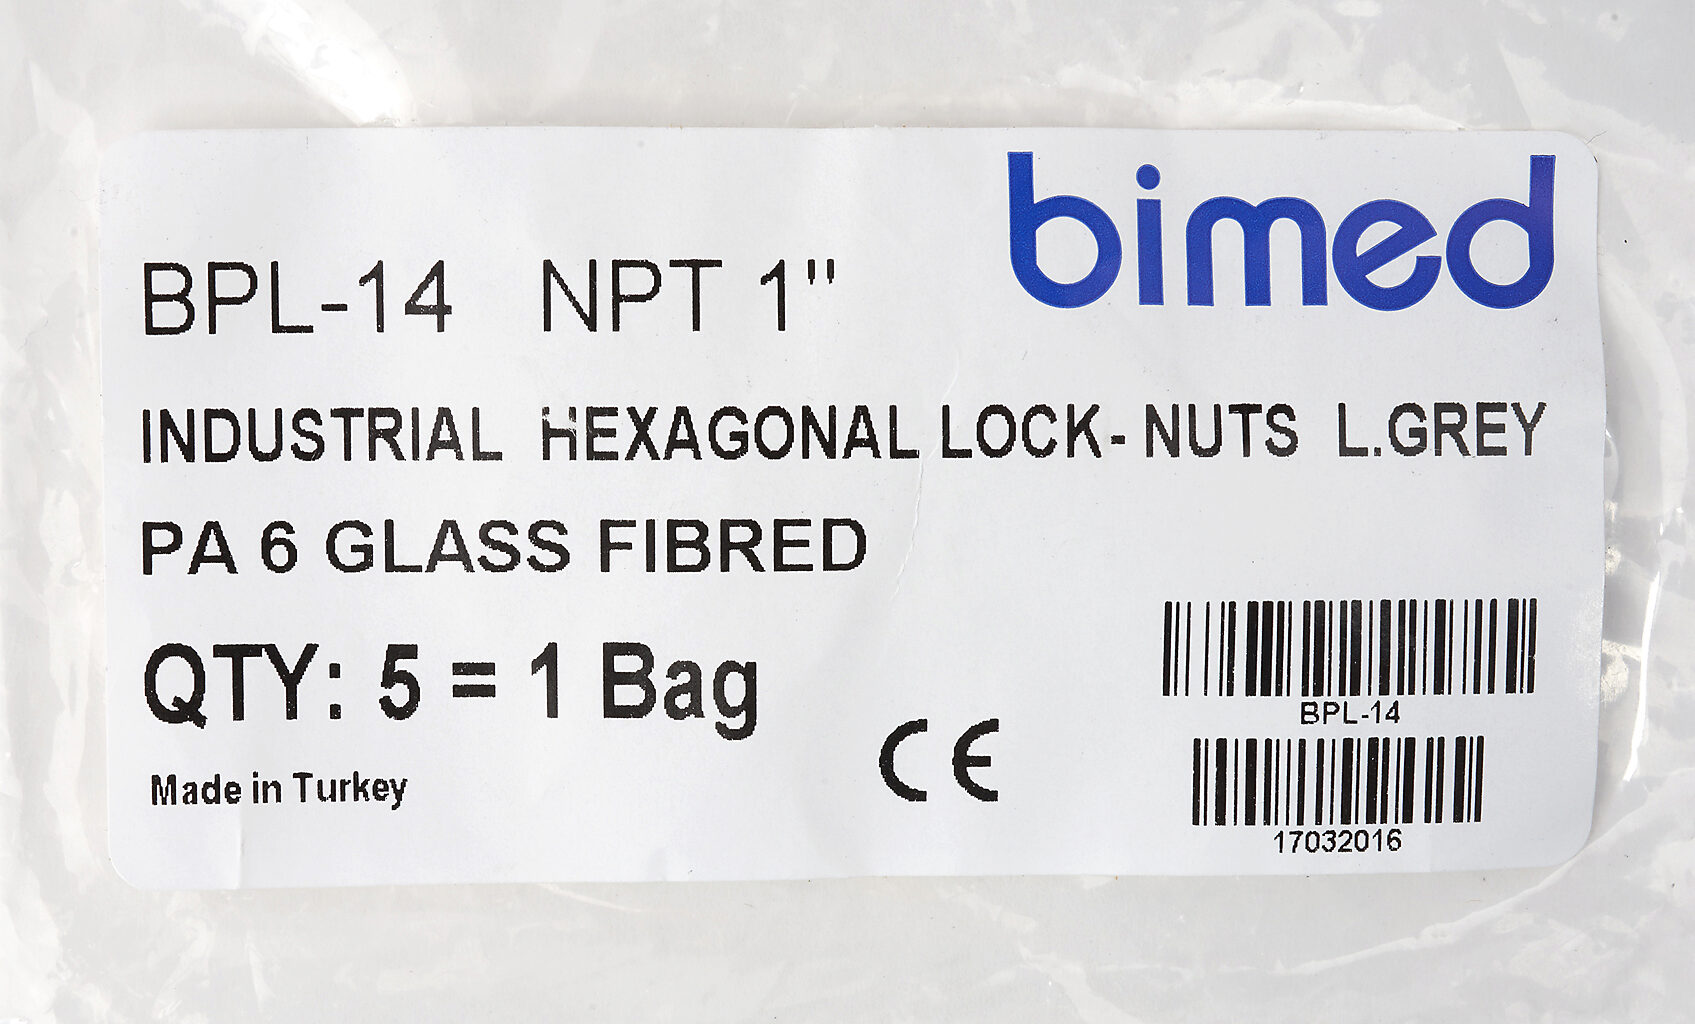 bimed
BPL-14 NPT 1"
INDUSTRIAL HEXAGONAL LOCK- NUTS L.GREY
PA 6 GLASS FIBRED
QTY: 5 = 1 Bag
BPL-14
CE
Made in Turkey
17032016